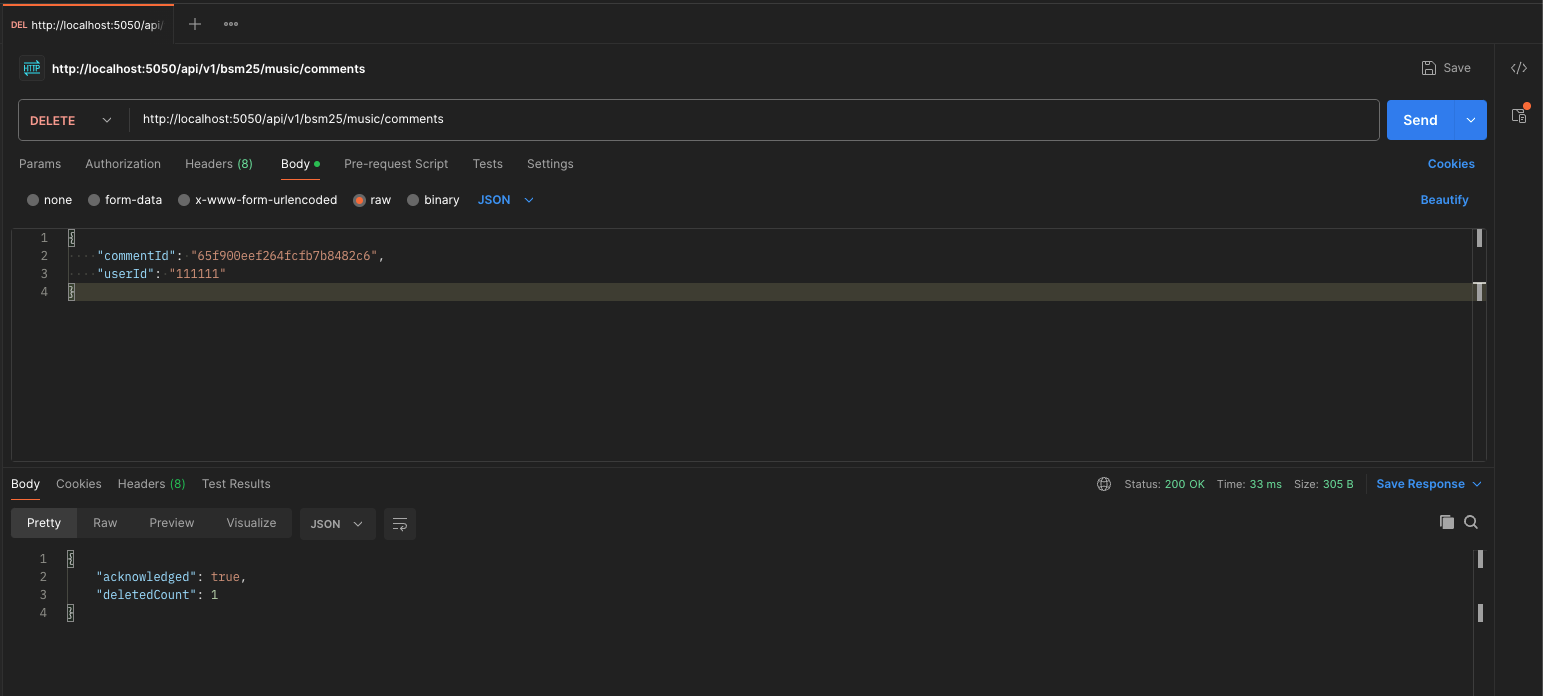 DEL http://localhost:5050/api/
HTTP http://localhost:5050/api/v1/bsm25/music/comments Save </>
DELETE http://localhost:5050/api/v1/bsm25/music/comments Send
Params Authorization Headers (8) Body Pre-request Script Tests Settings Cookies
none form-data x-www-form-urlencoded raw binary JSON Beautify
1 {
2 "commentId": "65f900eef264fcfb7b8482c6",
3 "userId": "111111"
4 }
Body Cookies Headers (8) Test Results Status: 200 OK Time: 33 ms Size: 305 B Save Response
Pretty Raw Preview Visualize JSON
1 {
2 "acknowledged": true,
3 "deletedCount": 1
4 }